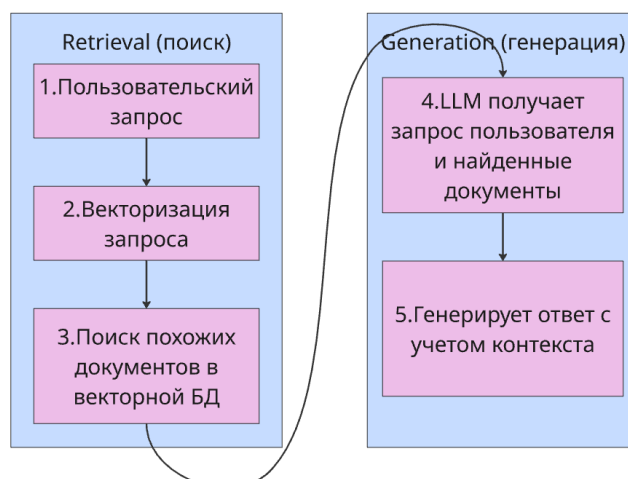 Retrieval (поиск)
1.Пользовательский
запрос
2.Векторизация
запроса
3.Поиск похожих
документов в
векторной БД
Generation (генерация)
4.LLM получает
запрос пользователя
и найденные
документы
5.Генерирует ответ с
учетом контекста